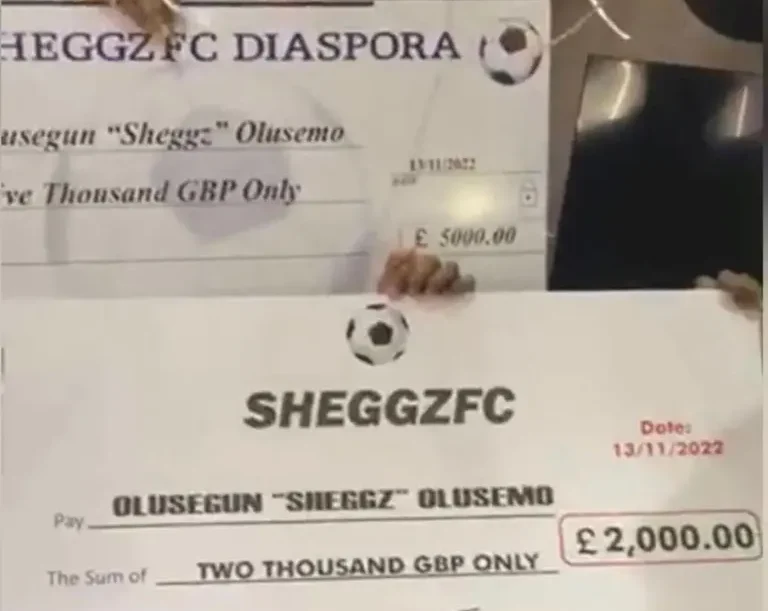 HEGGZFC DIASPORA
usegun "Sheggz" Olusemo
13/11/2022
ve Thousand GBP Only
£ 5000.00
SHEGGZFC
Date:
13/11/2022
Pay OLUSEGUN "SHEGGZ" OLUSEMO
£2,000.00
The Sum of TWO THOUSAND GBP ONLY